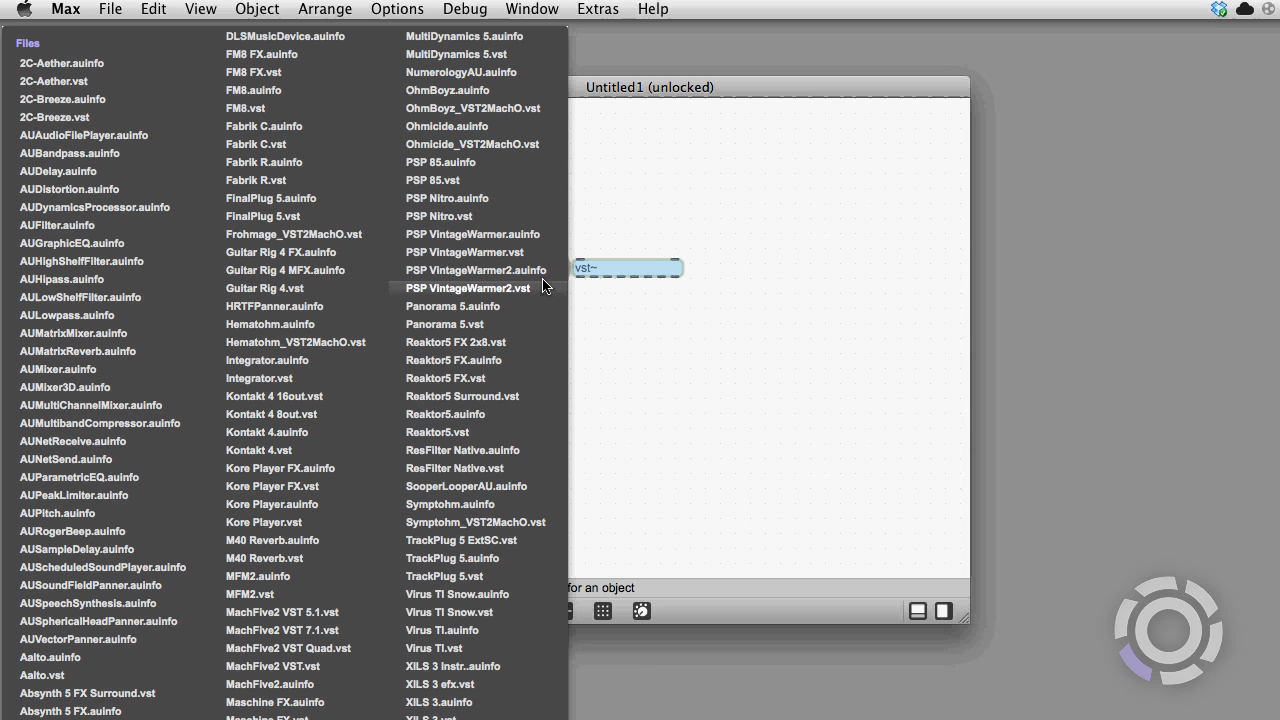 Max File Edit View Object Arrange Options Debug Window Extras Help
Files
2C-Aether.auinfo
2C-Aether.vst
2C-Breeze.auinfo
2C-Breeze.vst
AUAudioFilePlayer.auinfo
AUBandpass.auinfo
AUDelay.auinfo
AUDistortion.auinfo
AUDynamicsProcessor.auinfo
AUFilter.auinfo
AUGraphicEQ.auinfo
AUHighShelfFilter.auinfo
AUHipass.auinfo
AULowShelfFilter.auinfo
AULowpass.auinfo
AUMatrixMixer.auinfo
AUMatrixReverb.auinfo
AUMixer.auinfo
AUMixer3D.auinfo
AUMultiChannelMixer.auinfo
AUMultibandCompressor.auinfo
AUNetReceive.auinfo
AUNetSend.auinfo
AUParametricEQ.auinfo
AUPeakLimiter.auinfo
AUPitch.auinfo
AURogerBeep.auinfo
AUSampleDelay.auinfo
AUScheduledSoundPlayer.auinfo
AUSoundFieldPanner.auinfo
AUSpeechSynthesis.auinfo
AUSphericalHeadPanner.auinfo
AUVectorPanner.auinfo
Aalto.auinfo
Aalto.vst
Absynth 5 FX Surround.vst
Absynth 5 FX.auinfo
DLSMusicDevice.auinfo
FM8 FX.auinfo
FM8 FX.vst
FM8.auinfo
FM8.vst
Fabrik C.auinfo
Fabrik C.vst
Fabrik R.auinfo
Fabrik R.vst
FinalPlug 5.auinfo
FinalPlug 5.vst
Frohmage_VST2MachO.vst
Guitar Rig 4 FX.auinfo
Guitar Rig 4 MFX.auinfo
Guitar Rig 4.vst
HRTFPanner.auinfo
Hematohm.auinfo
Hematohm_VST2MachO.vst
Integrator.auinfo
Integrator.vst
Kontakt 4 16out.vst
Kontakt 4 8out.vst
Kontakt 4.auinfo
Kontakt 4.vst
Kore Player FX.auinfo
Kore Player FX.vst
Kore Player.auinfo
Kore Player.vst
M40 Reverb.auinfo
M40 Reverb.vst
MFM2.auinfo
MFM2.vst
MachFive2 VST 5.1.vst
MachFive2 VST 7.1.vst
MachFive2 VST Quad.vst
MachFive2 VST.vst
MachFive2.auinfo
Maschine FX.auinfo
Maschine FX.vst
MultiDynamics 5.auinfo
MultiDynamics 5.vst
NumerologyAU.auinfo
OhmBoyz.auinfo
OhmBoyz_VST2MachO.vst
Ohmicide.auinfo
Ohmicide_VST2MachO.vst
PSP 85.auinfo
PSP 85.vst
PSP Nitro.auinfo
PSP Nitro.vst
PSP VintageWarmer.auinfo
PSP VintageWarmer.vst
PSP VintageWarmer2.auinfo
PSP VintageWarmer2.vst
Panorama 5.auinfo
Panorama 5.vst
Reaktor5 FX 2x8.vst
Reaktor5 FX.auinfo
Reaktor5 FX.vst
Reaktor5 Surround.vst
Reaktor5.auinfo
Reaktor5.vst
ResFilter Native.auinfo
ResFilter Native.vst
SooperLooperAU.auinfo
Symptohm.auinfo
Symptohm_VST2MachO.vst
TrackPlug 5 ExtSC.vst
TrackPlug 5.auinfo
TrackPlug 5.vst
Virus TI Snow.auinfo
Virus TI Snow.vst
Virus TI.auinfo
Virus TI.vst
XILS 3 Instr..auinfo
XILS 3 efx.vst
XILS 3.auinfo
XILS 3.vst
Untitled1 (unlocked)
vst~
for an object